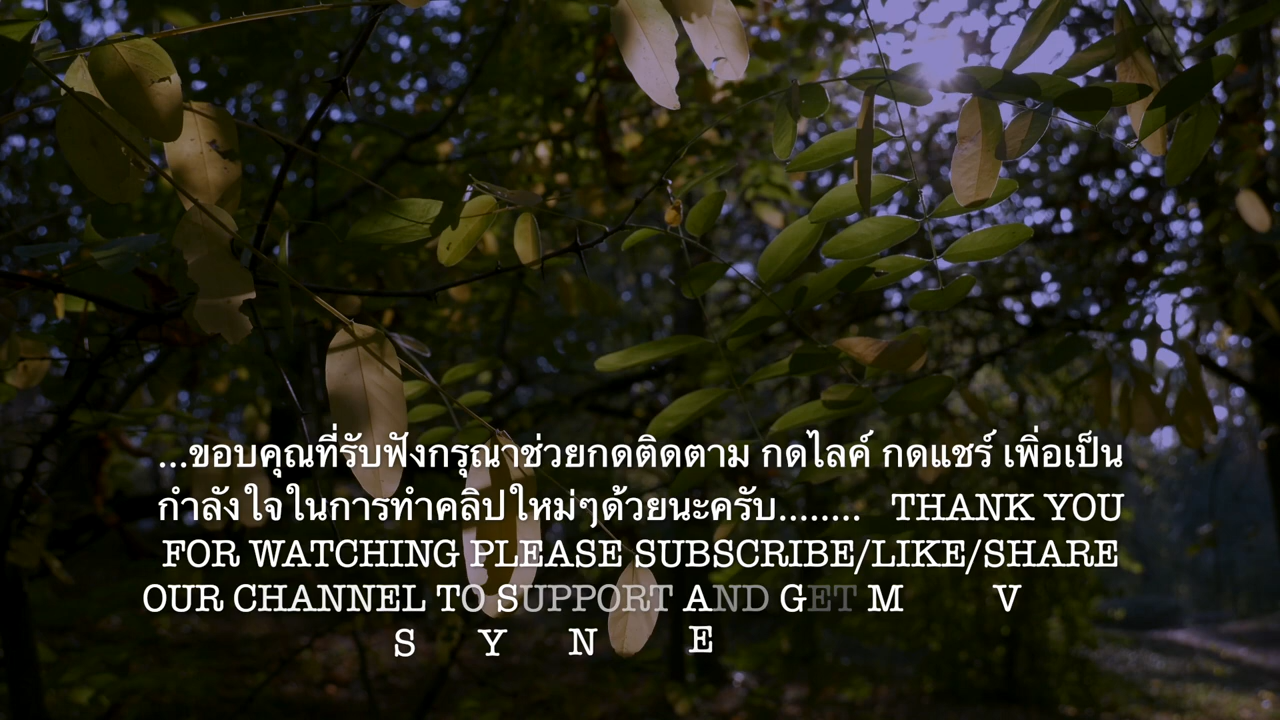 ...ขอบคุณที่รับฟังกรุณาช่วยกดติดตาม กดไลค์ กดแชร์ เพิ่อเป็น
กำลังใจในการทำคลิปใหม่ๆด้วยนะครับ........ THANK YOU
FOR WATCHING PLEASE SUBSCRIBE/LIKE/SHARE
OUR CHANNEL TO SUPPORT AND GET M V
S Y N E